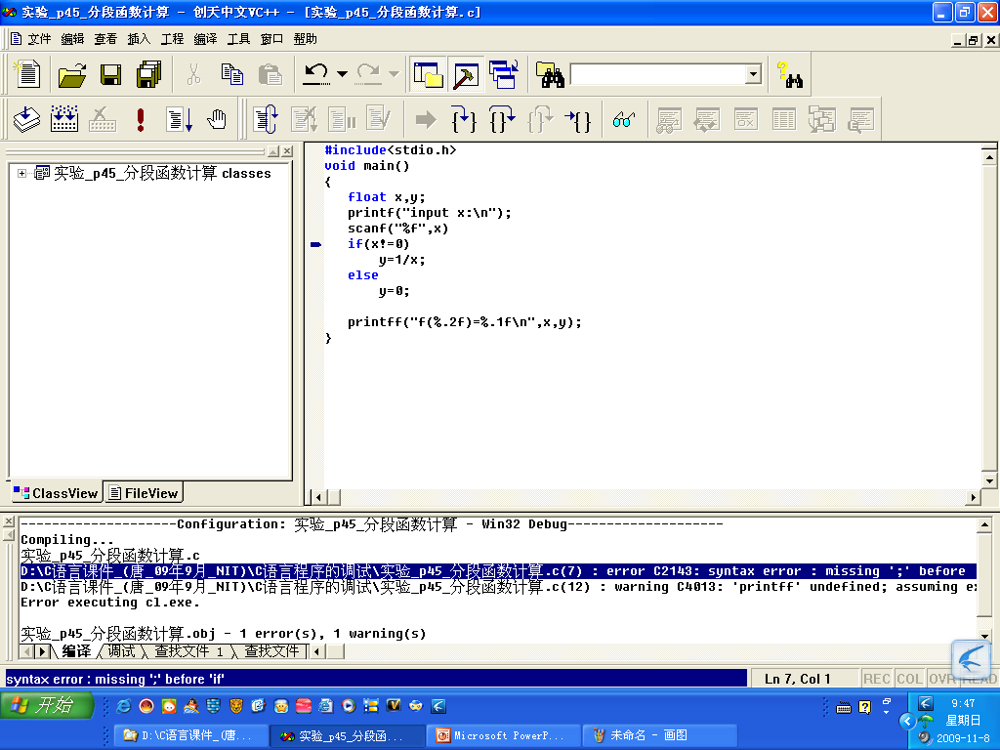 实验_p45_分段函数计算 - 创天中文VC++ - [实验_p45_分段函数计算.c]
文件 编辑 查看 插入 工程 编译 工具 窗口 帮助
实验_p45_分段函数计算 classes
ClassView FileView
#include<stdio.h>
void main()
{
float x,y;
printf("input x:\n");
scanf("%f",x)
if(x!=0)
y=1/x;
else
y=0;
printff("f(%.2f)=%.1f\n",x,y);
}
--------------------Configuration: 实验_p45_分段函数计算 - Win32 Debug--------------------
Compiling...
实验_p45_分段函数计算.c
D:\C语言课件_(唐_09年9月_NIT)\C语言程序的调试\实验_p45_分段函数计算.c(7) : error C2143: syntax error : missing ';' before
D:\C语言课件_(唐_09年9月_NIT)\C语言程序的调试\实验_p45_分段函数计算.c(12) : warning C4013: 'printff' undefined; assuming ex
Error executing cl.exe.
实验_p45_分段函数计算.obj - 1 error(s), 1 warning(s)
编译 调试 查找文件 1 查找文件
syntax error : missing ';' before 'if' Ln 7, Col 1 REC COL OVR READ
开始 9:47
星期日
D:\C语言课件_(唐... 实验_p45_分段函... Microsoft PowerP... 未命名 - 画图 2009-11-8